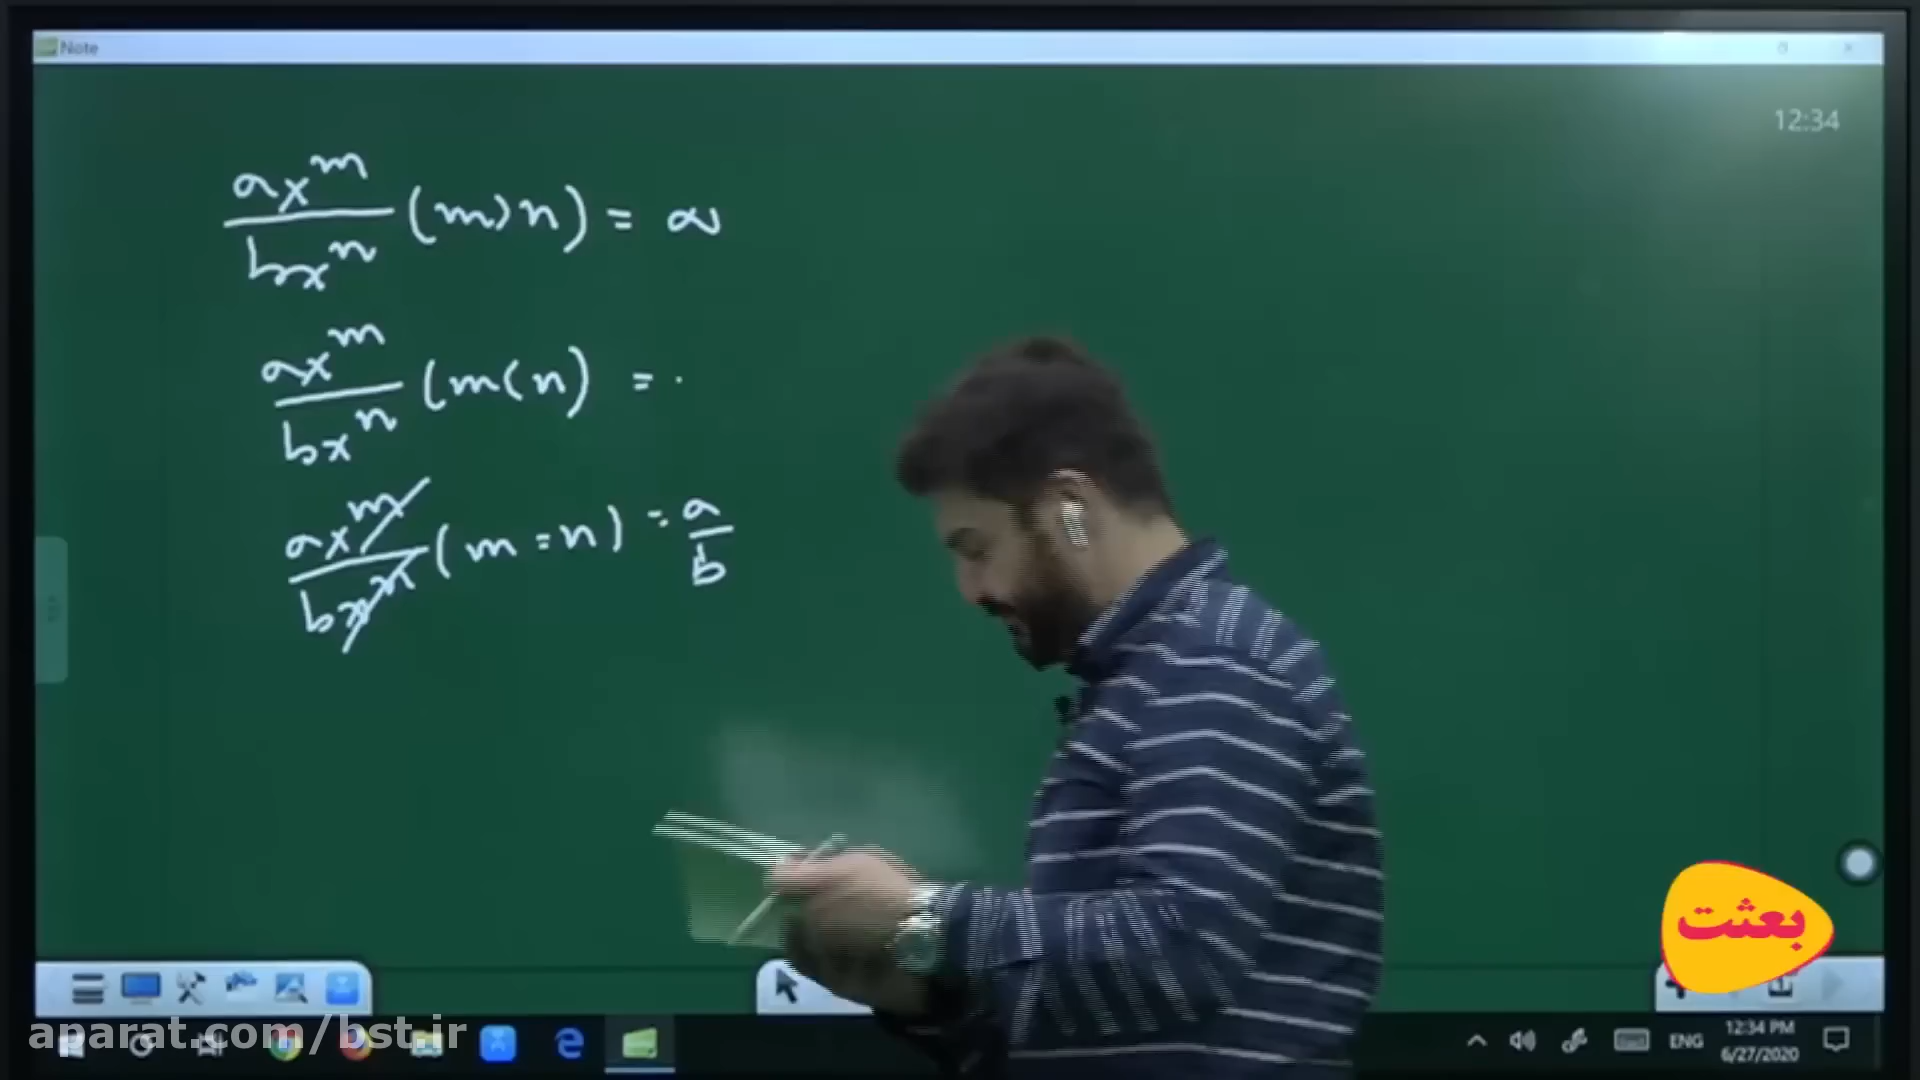 Note
12:34
ax^m / bx^n (m>n) = ∞
ax^m / bx^n (m<n) = ·
ax^m / bx^n (m=n) = a/b
بعثت
aparat.com/bst.ir
ENG
12:34 PM
6/27/2020